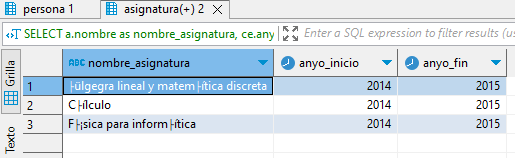 persona 1 asignatura(+) 2
SELECT a.nombre as nombre_asignatura, ce.any Enter a SQL expression to filter results (us
Grilla
Texto
ABC nombre_asignatura anyo_inicio anyo_fin
1 ├ülgegra lineal y matem├ítica discreta 2014 2015
2 C├ílculo 2014 2015
3 F├¡sica para inform├ítica 2014 2015